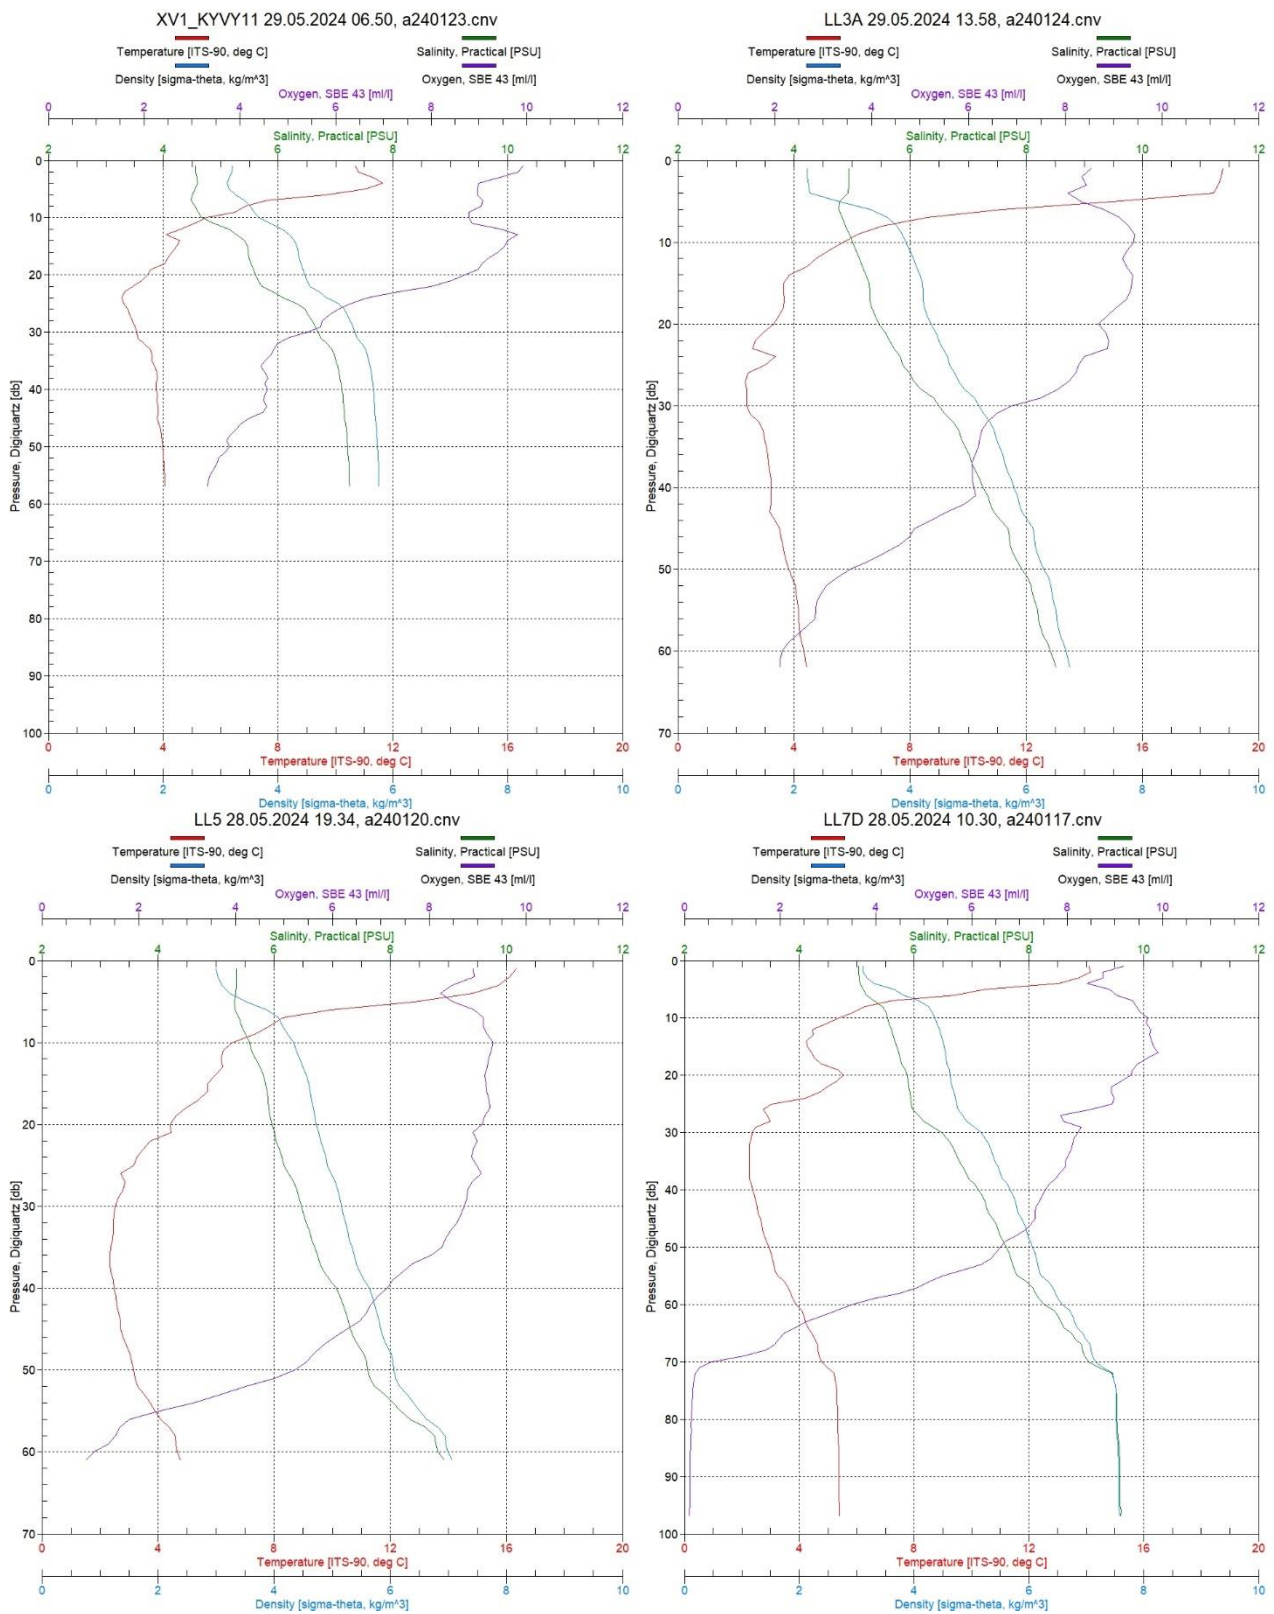 XV1_KYVY11 29.05.2024 06.50, a240123.cnv
Temperature [ITS-90, deg C]
Salinity, Practical [PSU]
Density [sigma-theta, kg/m^3]
Oxygen, SBE 43 [ml/l]
Oxygen, SBE 43 [ml/l]
0 2 4 6 8 10 12
Salinity, Practical [PSU]
2 4 6 8 10 12
0
10
20
30
40
50
60
70
80
90
100
Pressure, Digiquartz [db]
0 4 8 12 16 20
Temperature [ITS-90, deg C]
0 2 4 6 8 10
Density [sigma-theta, kg/m^3]
LL3A 29.05.2024 13.58, a240124.cnv
Temperature [ITS-90, deg C]
Salinity, Practical [PSU]
Density [sigma-theta, kg/m^3]
Oxygen, SBE 43 [ml/l]
Oxygen, SBE 43 [ml/l]
0 2 4 6 8 10 12
Salinity, Practical [PSU]
2 4 6 8 10 12
0
10
20
30
40
50
60
70
Pressure, Digiquartz [db]
0 4 8 12 16 20
Temperature [ITS-90, deg C]
0 2 4 6 8 10
Density [sigma-theta, kg/m^3]
LL5 28.05.2024 19.34, a240120.cnv
Temperature [ITS-90, deg C]
Salinity, Practical [PSU]
Density [sigma-theta, kg/m^3]
Oxygen, SBE 43 [ml/l]
Oxygen, SBE 43 [ml/l]
0 2 4 6 8 10 12
Salinity, Practical [PSU]
2 4 6 8 10 12
0
10
20
30
40
50
60
70
Pressure, Digiquartz [db]
0 4 8 12 16 20
Temperature [ITS-90, deg C]
0 2 4 6 8 10
Density [sigma-theta, kg/m^3]
LL7D 28.05.2024 10.30, a240117.cnv
Temperature [ITS-90, deg C]
Salinity, Practical [PSU]
Density [sigma-theta, kg/m^3]
Oxygen, SBE 43 [ml/l]
Oxygen, SBE 43 [ml/l]
0 2 4 6 8 10 12
Salinity, Practical [PSU]
2 4 6 8 10 12
0
10
20
30
40
50
60
70
80
90
100
Pressure, Digiquartz [db]
0 4 8 12 16 20
Temperature [ITS-90, deg C]
0 2 4 6 8 10
Density [sigma-theta, kg/m^3]